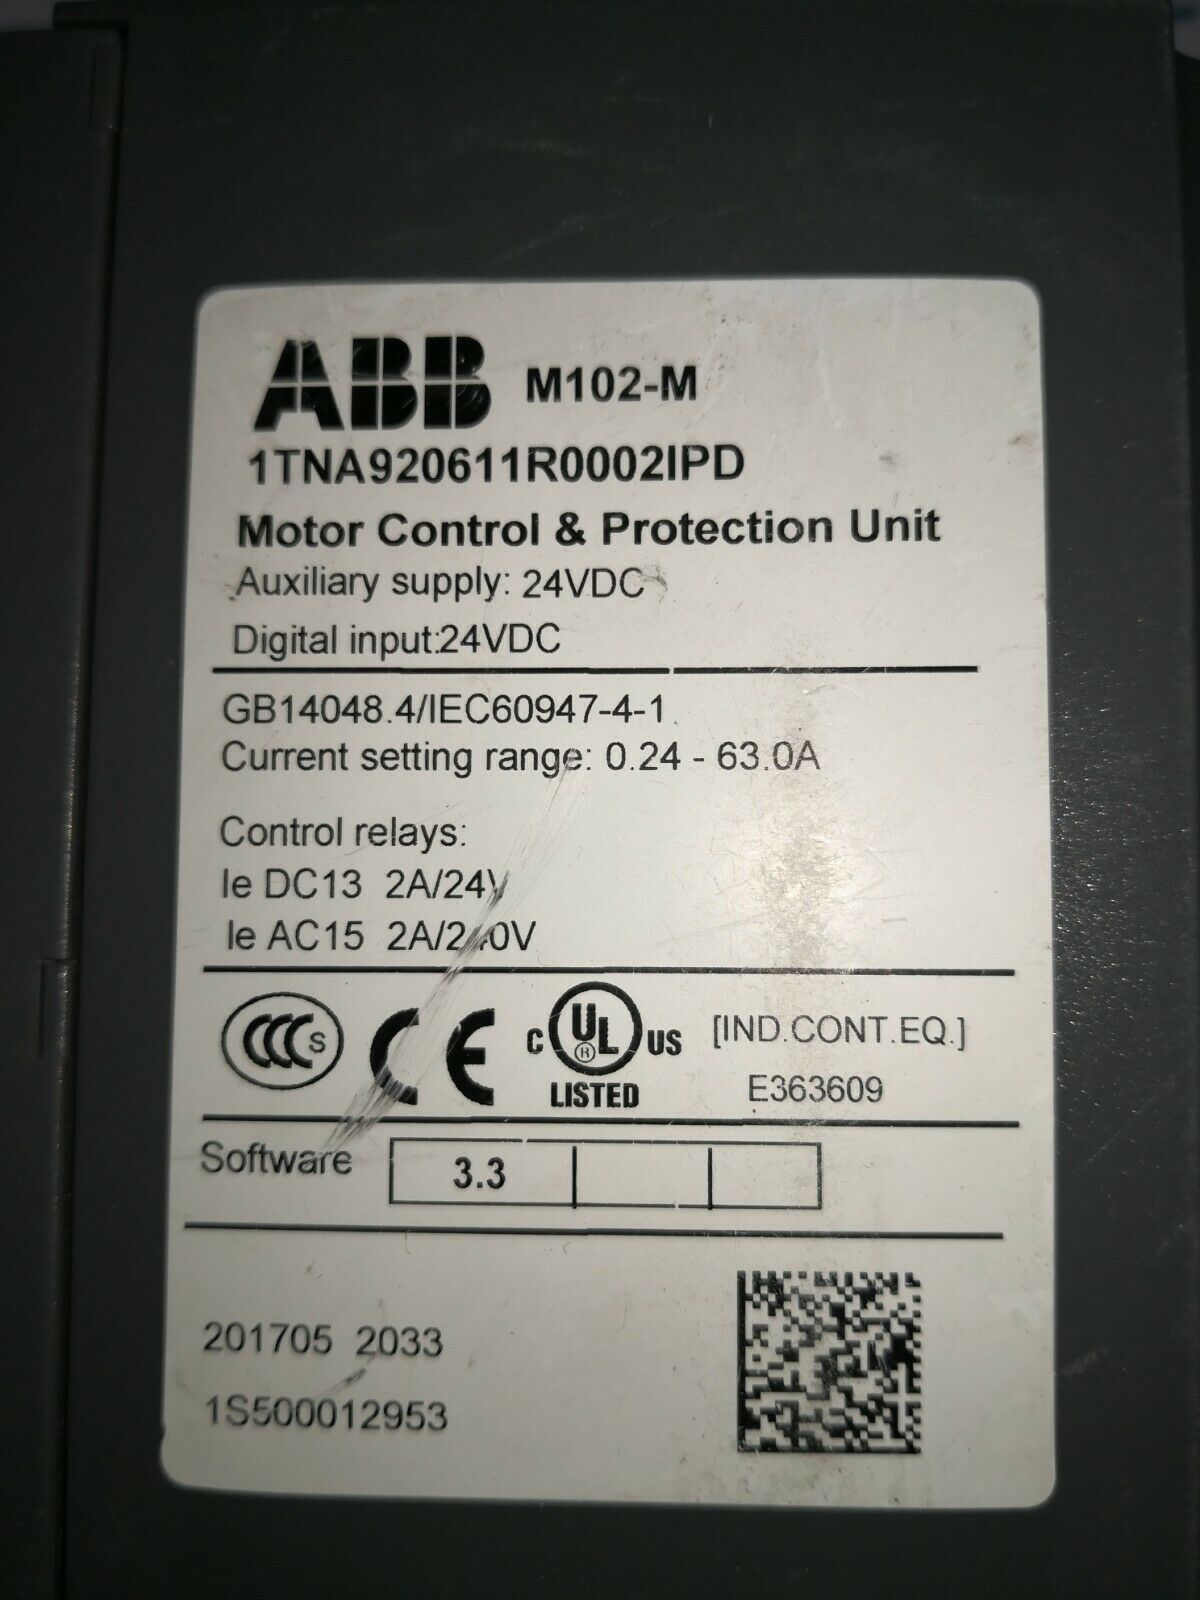 ABB M102-M
1TNA920611R0002IPD
Motor Control & Protection Unit
Auxiliary supply: 24VDC
Digital input:24VDC
GB14048.4/IEC60947-4-1
Current setting range: 0.24 - 63.0A
Control relays:
Ie DC13 2A/24V
Ie AC15 2A/240V
CCC S CE C UL ® US LISTED [IND.CONT.EQ.]
E363609
Software 3.3
201705 2033
1S500012953